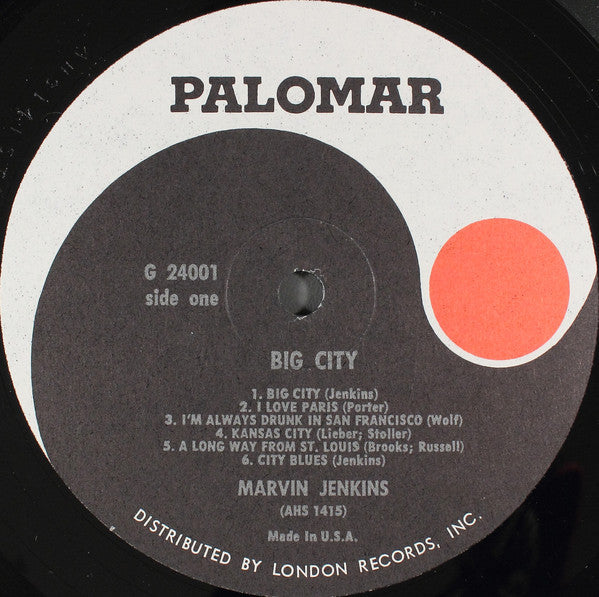 PALOMAR
G 24001
side one
BIG CITY
1. BIG CITY (Jenkins)
2. I LOVE PARIS (Porter)
3. I'M ALWAYS DRUNK IN SAN FRANCISCO (Wolf)
4. KANSAS CITY (Lieber; Stoller)
5. A LONG WAY FROM ST. LOUIS (Brooks; Russell)
6. CITY BLUES (Jenkins)
MARVIN JENKINS
(AHS 1415)
Made In U.S.A.
DISTRIBUTED BY LONDON RECORDS, INC.